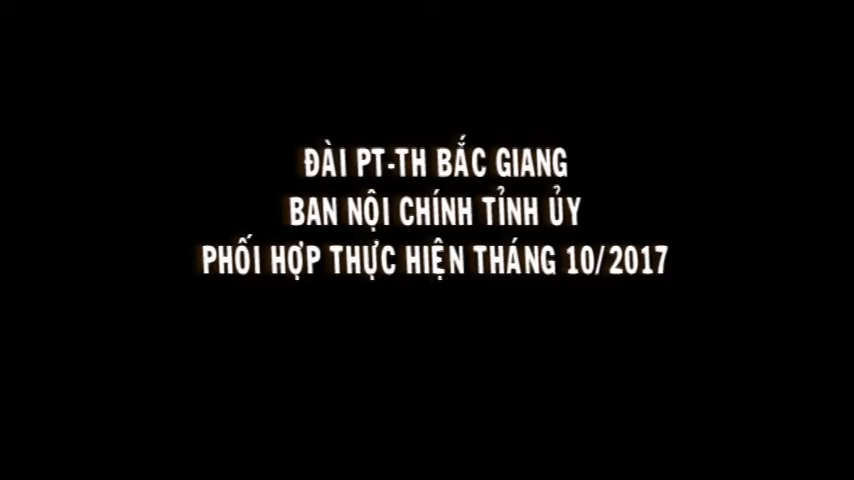 ĐÀI PT-TH BẮC GIANG
BAN NỘI CHÍNH TỈNH ỦY
PHỐI HỢP THỰC HIỆN THÁNG 10/2017